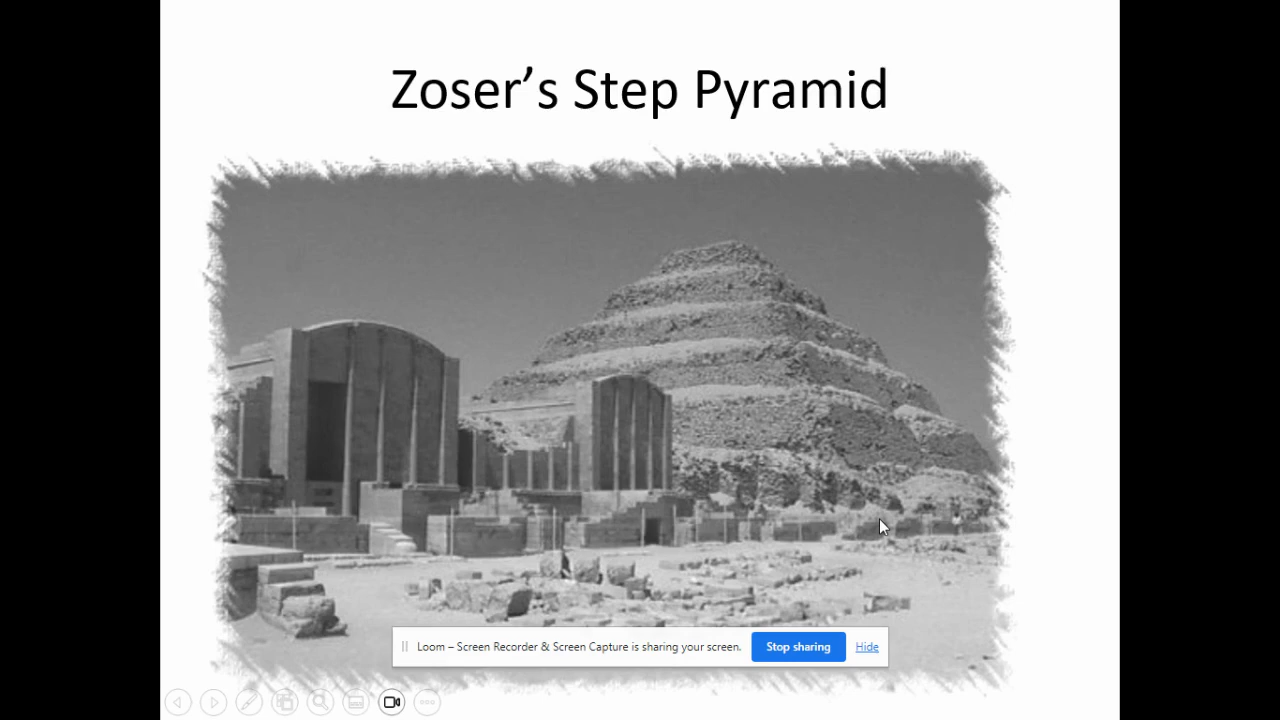 Zoser’s Step Pyramid
Loom – Screen Recorder & Screen Capture is sharing your screen. Stop sharing Hide